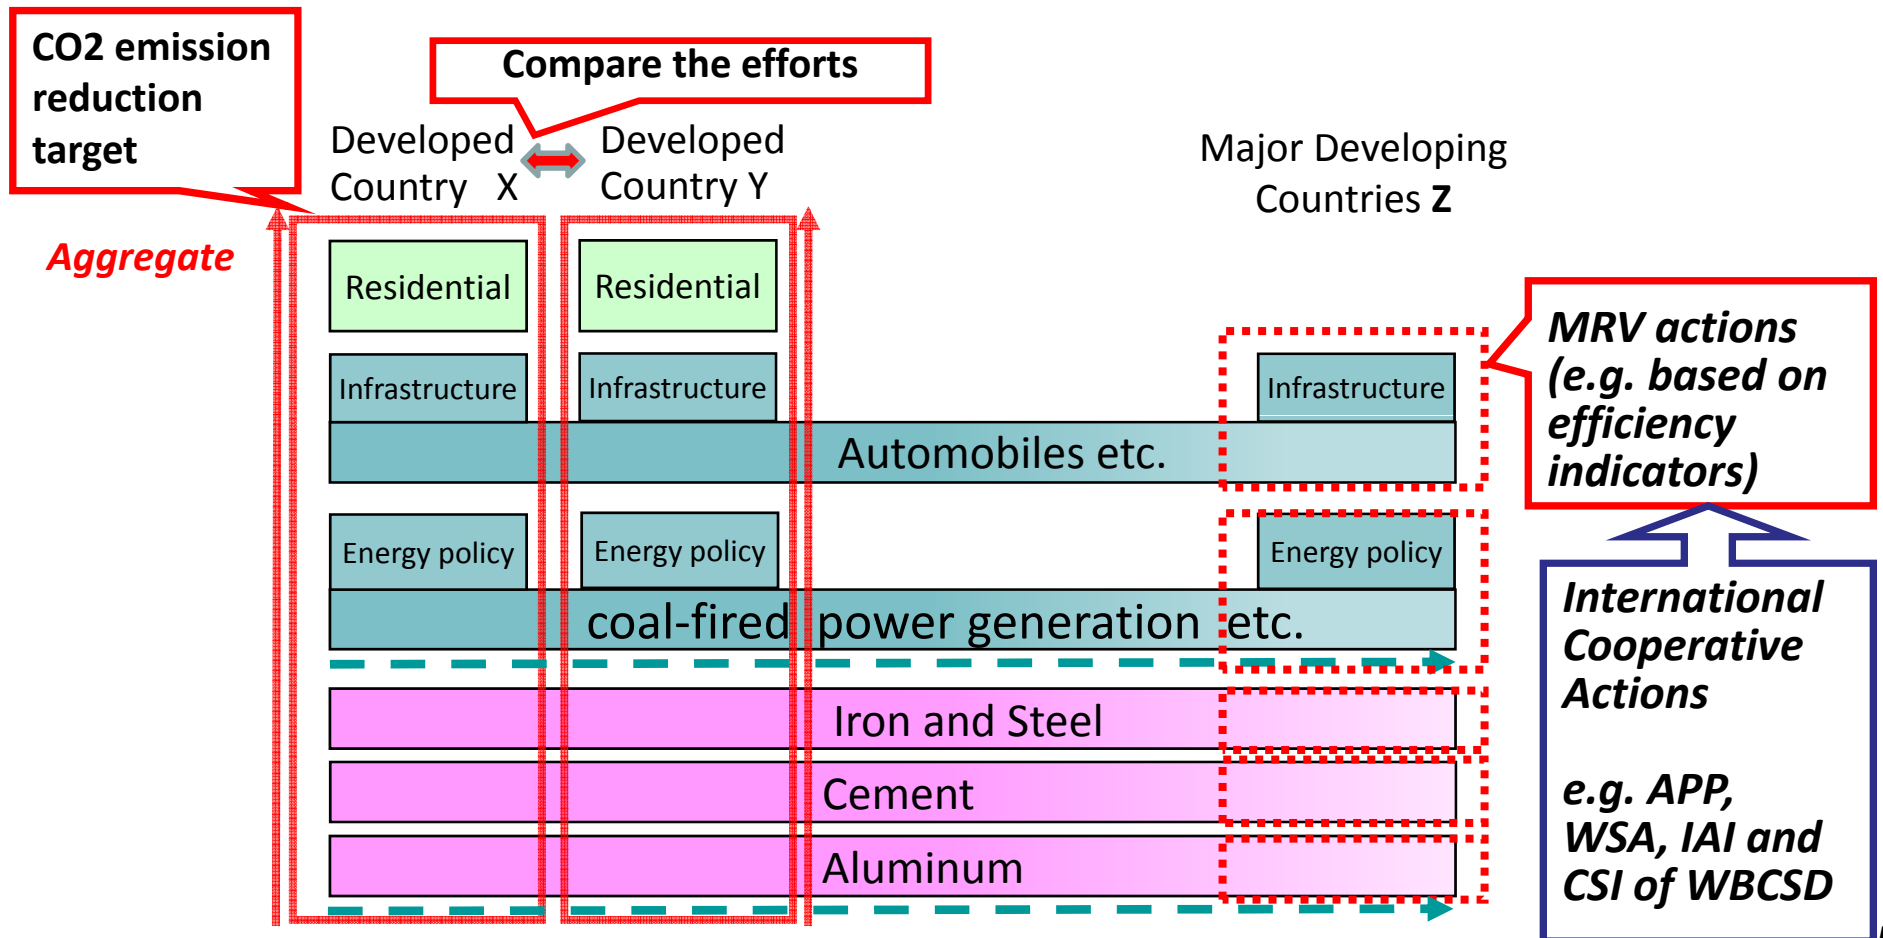 CO2 emission
reduction
target
Compare the efforts
Developed
Country X
Developed
Country Y
Major Developing
Countries Z
Aggregate
Residential
Residential
Infrastructure
Infrastructure
Infrastructure
Automobiles etc.
Energy policy
Energy policy
Energy policy
coal-fired power generation etc.
Iron and Steel
Cement
Aluminum
MRV actions
(e.g. based on
efficiency
indicators)
International
Cooperative
Actions
e.g. APP,
WSA, IAI and
CSI of WBCSD